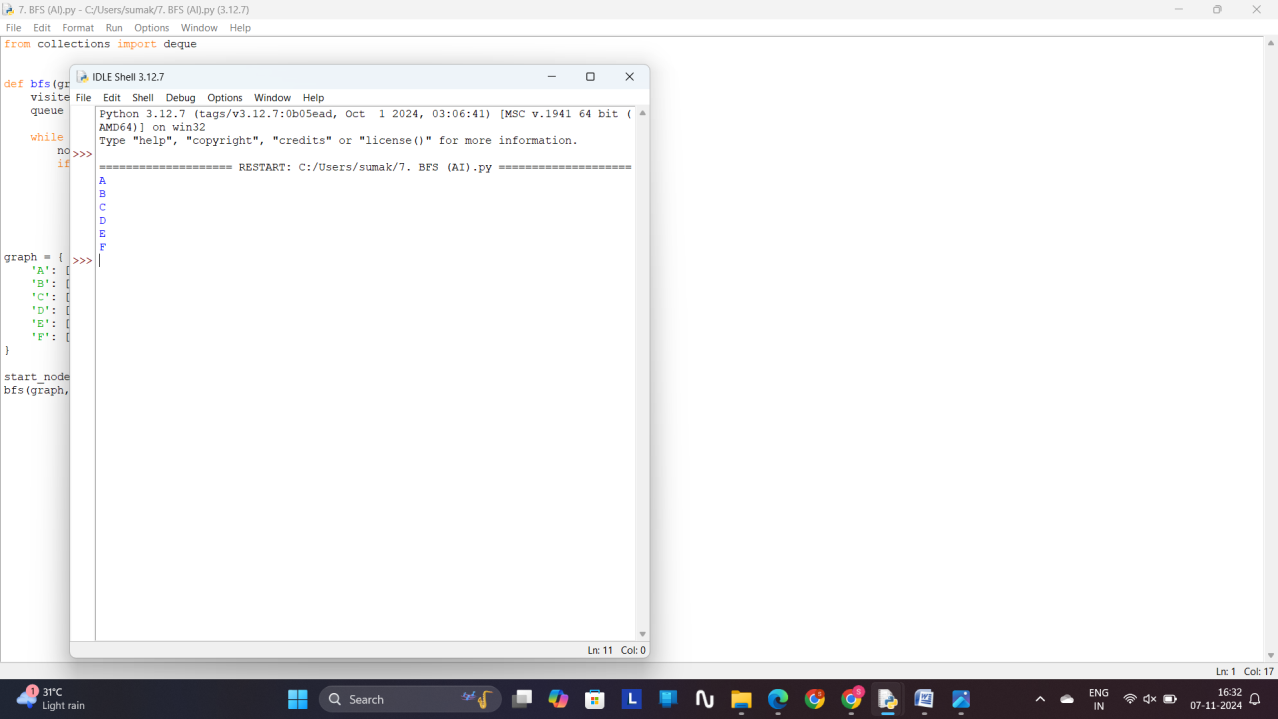 7. BFS (AI).py - C:/Users/sumak/7. BFS (AI).py (3.12.7)
File Edit Format Run Options Window Help
from collections import deque
def bfs(gr
visite
queue
while
no
if
graph = {
'A': [
'B': [
'C': [
'D': [
'E': [
'F': [
}
start_node
bfs(graph,
IDLE Shell 3.12.7
File Edit Shell Debug Options Window Help
Python 3.12.7 (tags/v3.12.7:0b05ead, Oct  1 2024, 03:06:41) [MSC v.1941 64 bit (
AMD64)] on win32
Type "help", "copyright", "credits" or "license()" for more information.
>>>
==================== RESTART: C:/Users/sumak/7. BFS (AI).py ====================
A
B
C
D
E
F
>>>
Ln: 11 Col: 0
Ln: 1 Col: 17
1
31°C
Light rain
Search
L
S
ENG
IN
16:32
07-11-2024